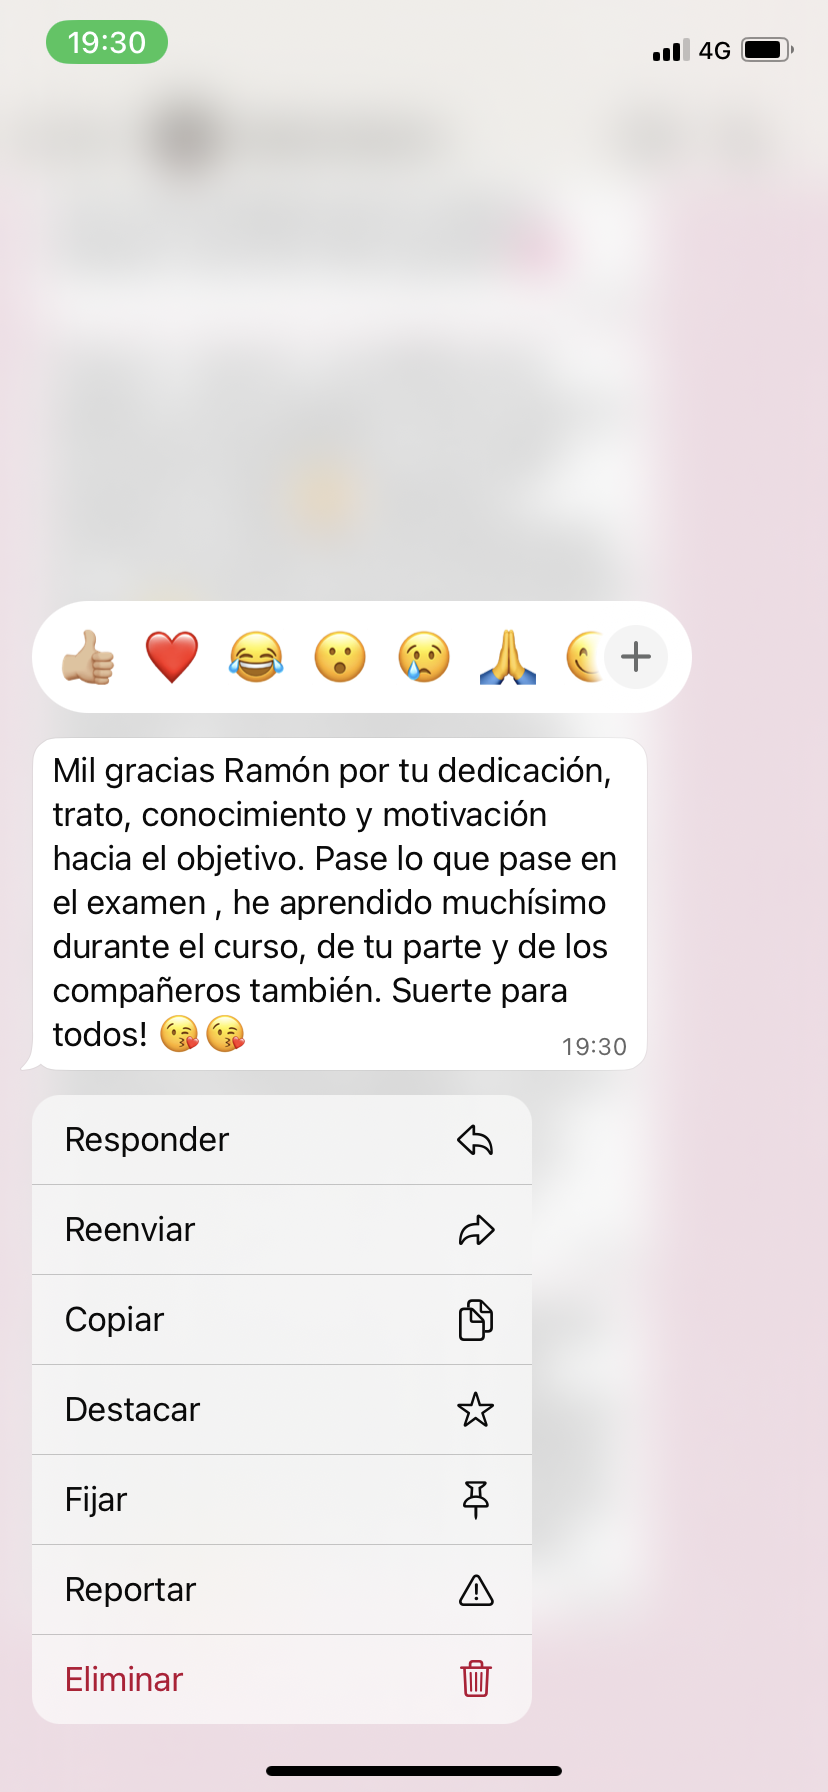 19:30
4G
Mil gracias Ramón por tu dedicación,
trato, conocimiento y motivación
hacia el objetivo. Pase lo que pase en
el examen , he aprendido muchísimo
durante el curso, de tu parte y de los
compañeros también. Suerte para
todos! 😘😘
19:30
Responder
Reenviar
Copiar
Destacar
Fijar
Reportar
Eliminar